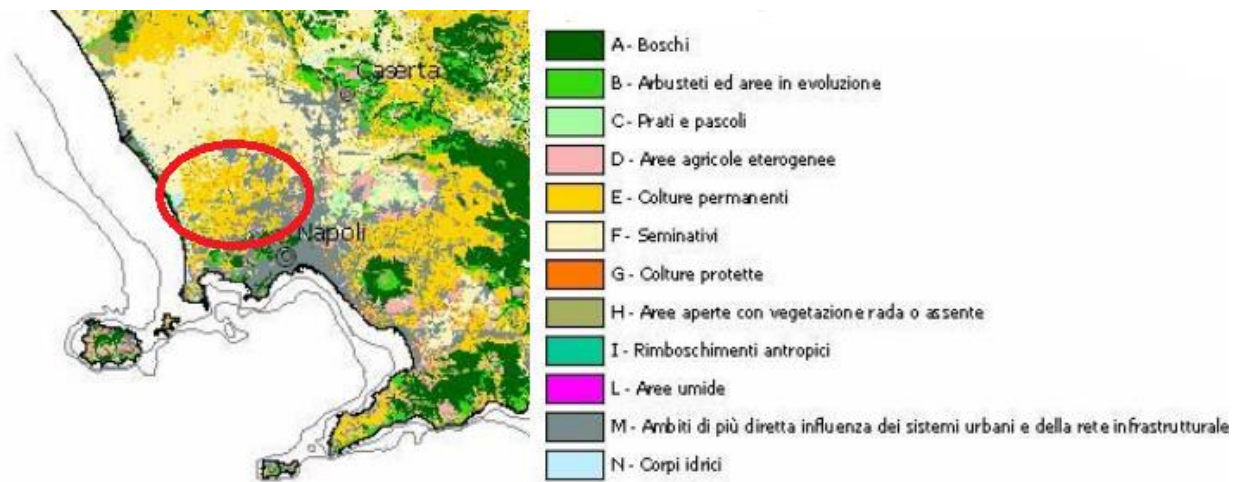 Caserta
Napoli
A - Boschi
B - Arbusteti ed aree in evoluzione
C - Prati e pascoli
D - Aree agricole eterogenee
E - Colture permanenti
F - Seminativi
G - Colture protette
H - Aree aperte con vegetazione rada o assente
I - Rimboschimenti antropici
L - Aree umide
M - Ambiti di più diretta influenza dei sistemi urbani e della rete infrastrutturale
N - Corpi idrici